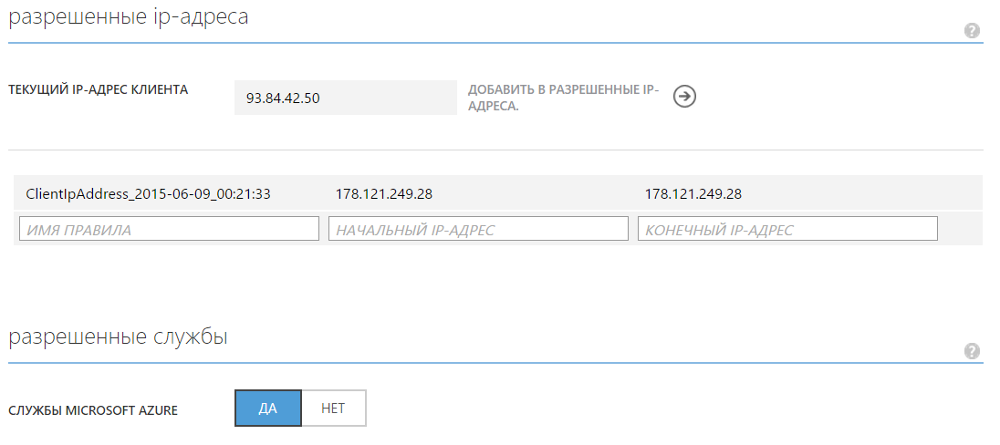 разрешенные ip-адреса
?
ТЕКУЩИЙ IP-АДРЕС КЛИЕНТА 93.84.42.50 ДОБАВИТЬ В РАЗРЕШЕННЫЕ IP-
АДРЕСА.
ClientIpAddress_2015-06-09_00:21:33 178.121.249.28 178.121.249.28
ИМЯ ПРАВИЛА НАЧАЛЬНЫЙ IP-АДРЕС КОНЕЧНЫЙ IP-АДРЕС
разрешенные службы
?
СЛУЖБЫ MICROSOFT AZURE ДА НЕТ